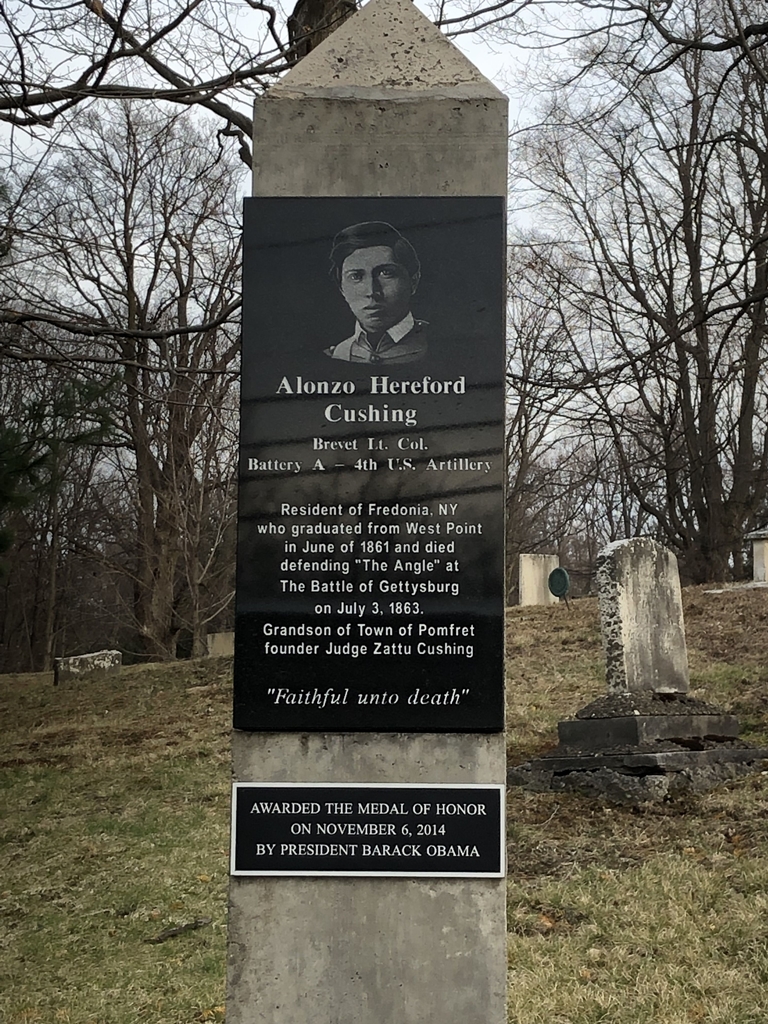 Alonzo Hereford
Cushing
Brevet Lt. Col.
Battery A – 4th U.S. Artillery
Resident of Fredonia, NY
who graduated from West Point
in June of 1861 and died
defending "The Angle" at
The Battle of Gettysburg
on July 3, 1863.
Grandson of Town of Pomfret
founder Judge Zattu Cushing
"Faithful unto death"
AWARDED THE MEDAL OF HONOR
ON NOVEMBER 6, 2014
BY PRESIDENT BARACK OBAMA